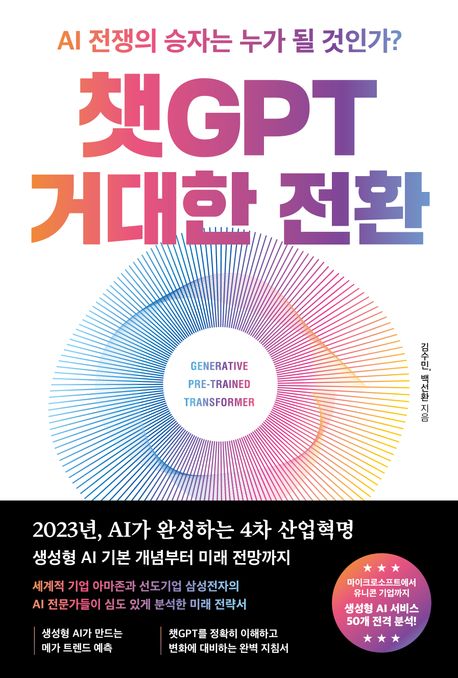 AI 전쟁의 승자는 누가 될 것인가?
챗GPT
거대한 전환
GENERATIVE
PRE-TRAINED
TRANSFORMER
김수민, 백선환 지음
2023년, AI가 완성하는 4차 산업혁명
생성형 AI 기본 개념부터 미래 전망까지
세계적 기업 아마존과 선도기업 삼성전자의
AI 전문가들이 심도 있게 분석한 미래 전략서
생성형 AI가 만드는
메가 트렌드 예측
챗GPT를 정확히 이해하고
변화에 대비하는 완벽 지침서
마이크로소프트에서
유니콘 기업까지
생성형 AI 서비스
50개 전격 분석!